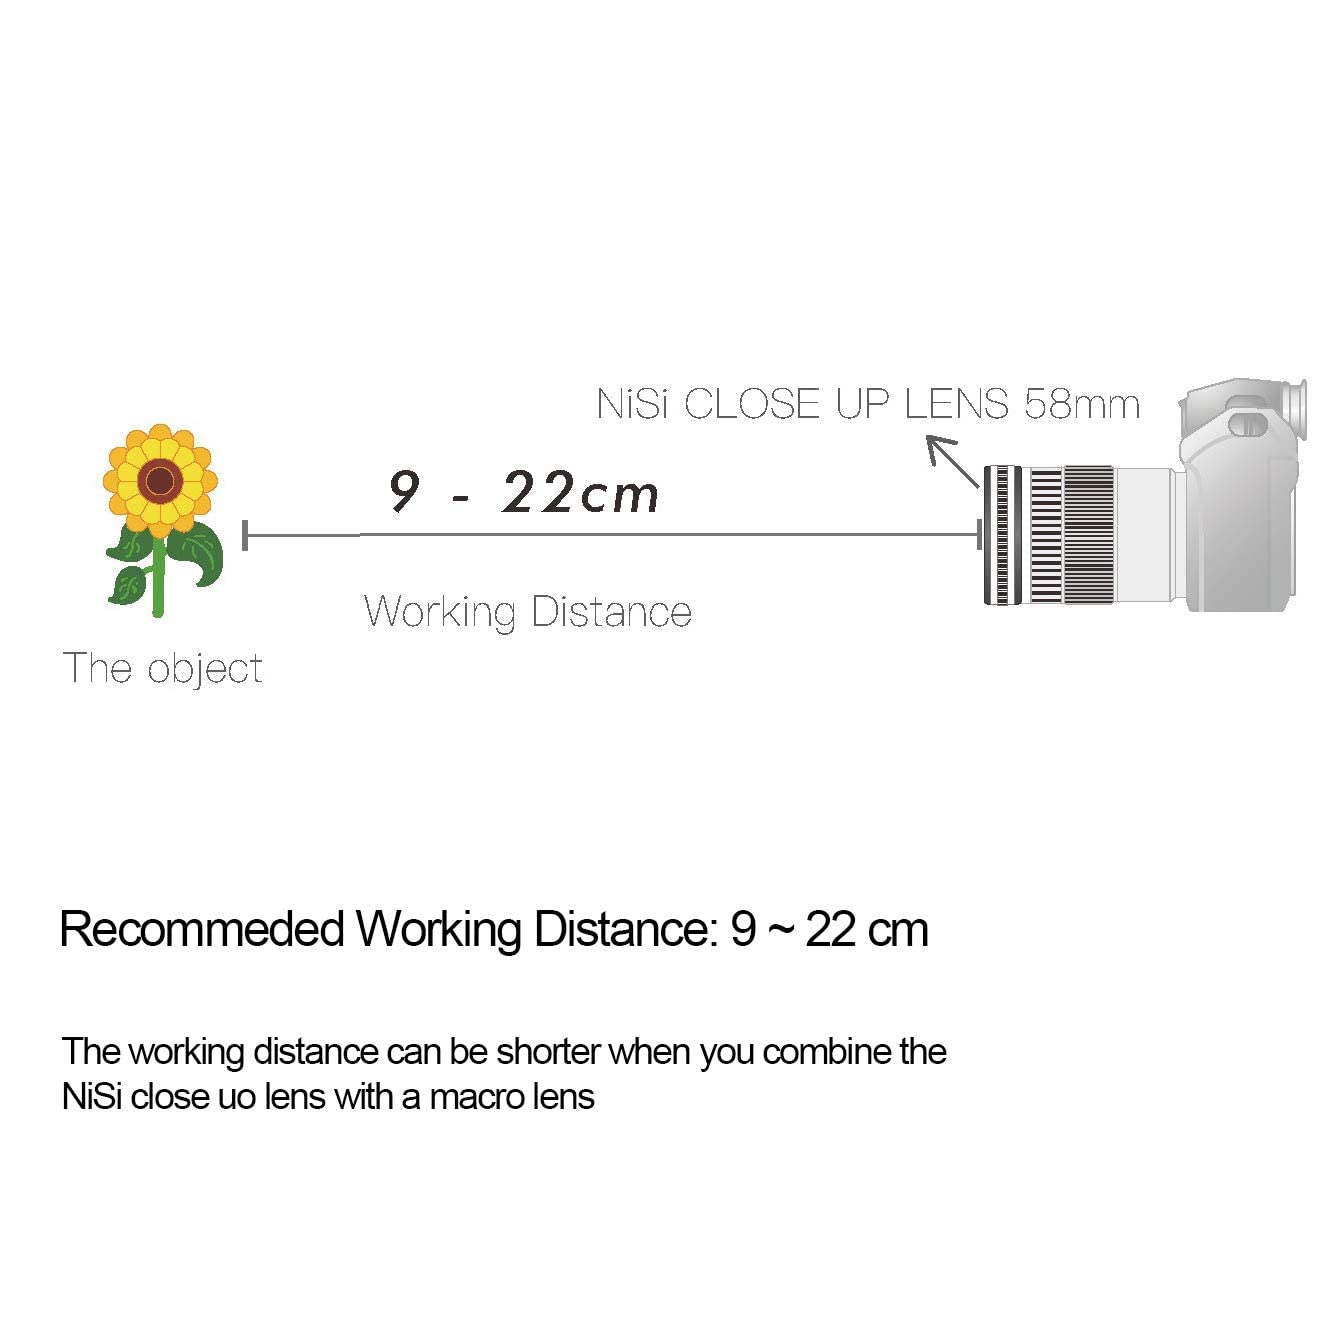 NiSi CLOSE UP LENS 58mm
9 - 22cm
Working Distance
The object
Recommeded Working Distance: 9 ~ 22 cm
The working distance can be shorter when you combine the
NiSi close uo lens with a macro lens